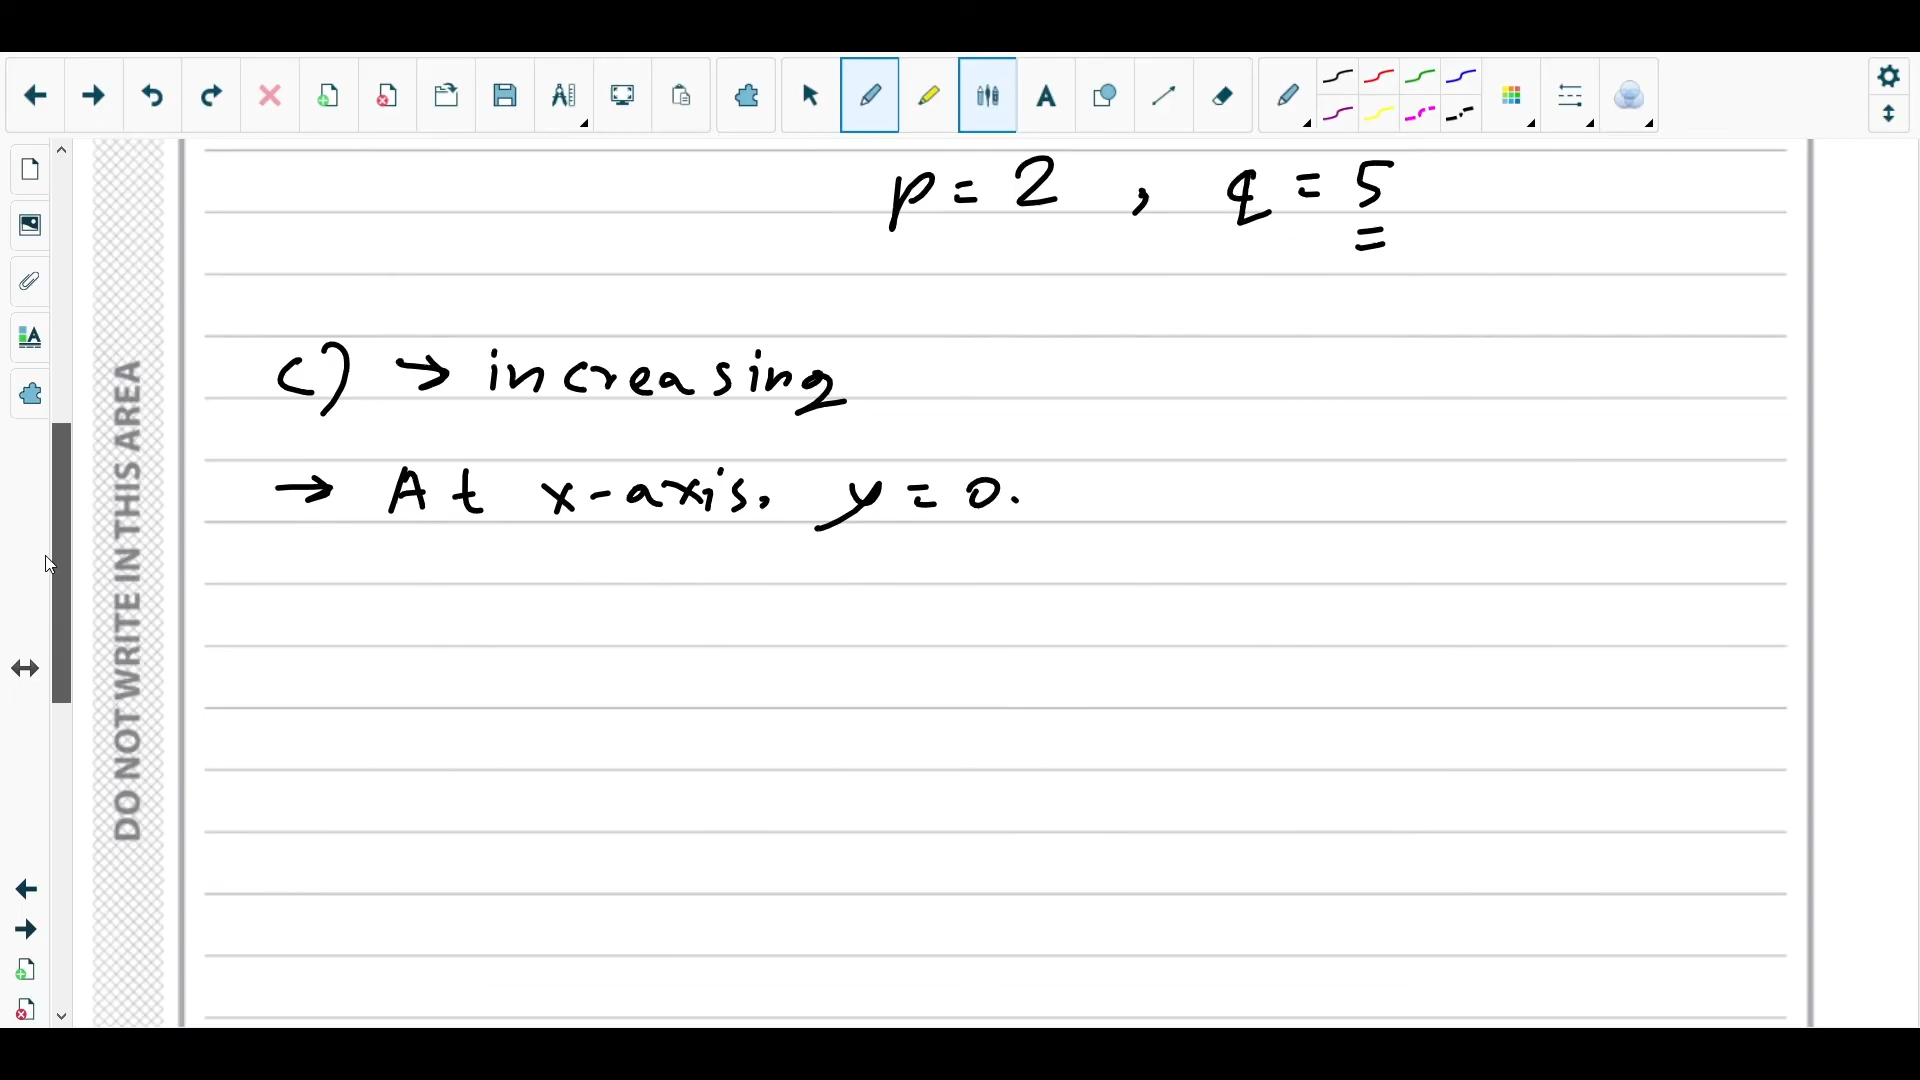 p = 2 , q = 5
c) → increasing
→ At x-axis, y = 0.
DO NOT WRITE IN THIS AREA